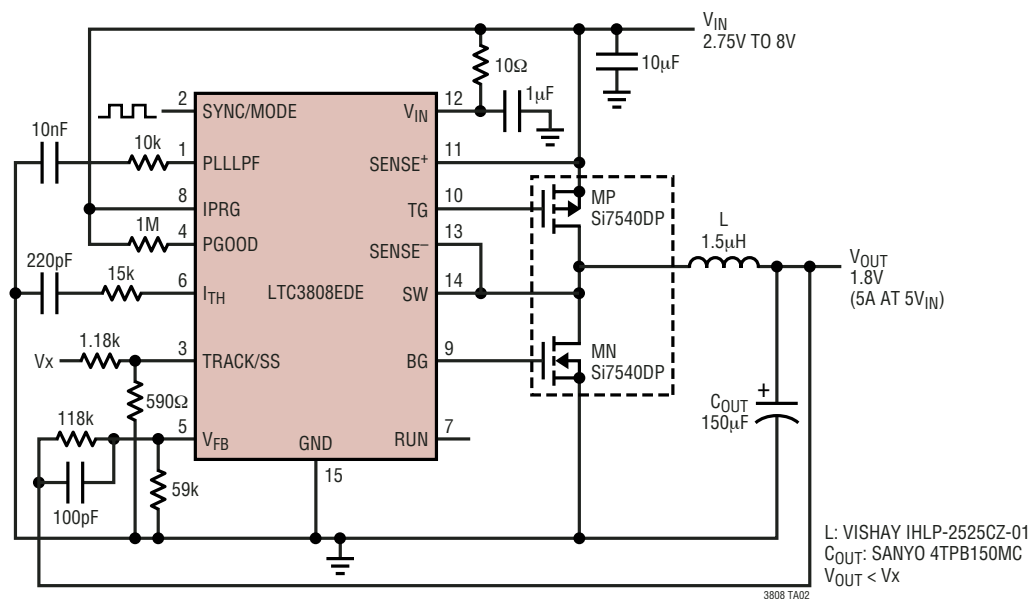 V_IN
2.75V TO 8V
10Ω
10μF
1μF
2
SYNC/MODE
V_IN
12
10nF
10k
1
PLLLPF
SENSE⁺
11
8
IPRG
TG
10
MP
Si7540DP
1M
4
PGOOD
SENSE⁻
13
L
1.5μH
220pF
15k
6
I_TH
LTC3808EDE
SW
14
V_OUT
1.8V
(5A AT 5V_IN)
Vx
1.18k
3
TRACK/SS
BG
9
MN
Si7540DP
590Ω
118k
5
V_FB
GND
RUN
7
C_OUT
150μF
+
15
59k
100pF
L: VISHAY IHLP-2525CZ-01
C_OUT: SANYO 4TPB150MC
V_OUT < Vx
3808 TA02